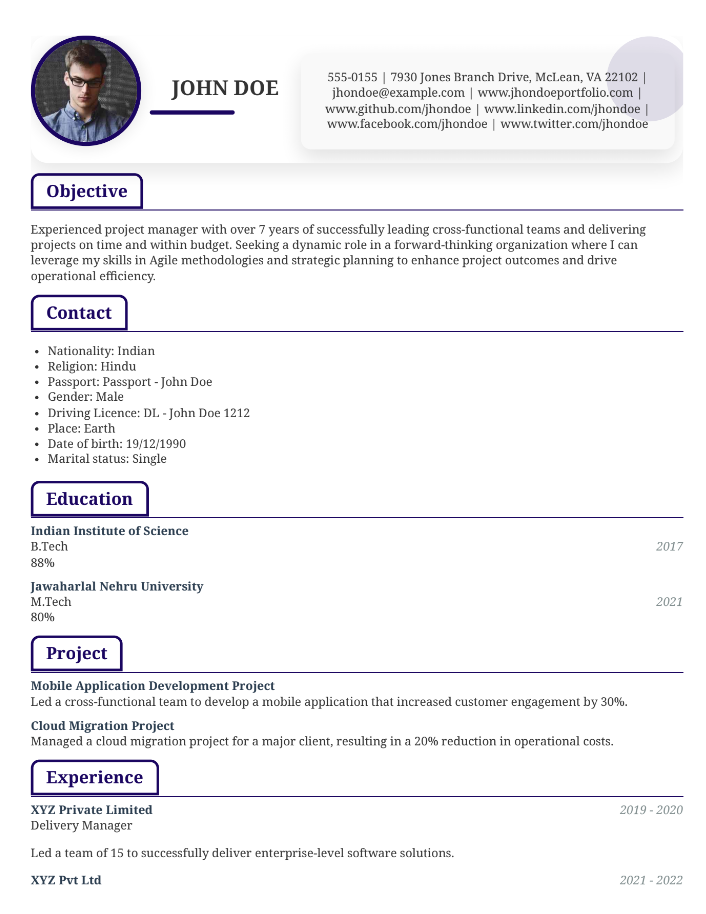 JOHN DOE
555-0155 | 7930 Jones Branch Drive, McLean, VA 22102 |
jhondoe@example.com | www.jhondoeportfolio.com |
www.github.com/jhondoe | www.linkedin.com/jhondoe |
www.facebook.com/jhondoe | www.twitter.com/jhondoe
Objective
Experienced project manager with over 7 years of successfully leading cross-functional teams and delivering
projects on time and within budget. Seeking a dynamic role in a forward-thinking organization where I can
leverage my skills in Agile methodologies and strategic planning to enhance project outcomes and drive
operational efficiency.
Contact
• Nationality: Indian
• Religion: Hindu
• Passport: Passport - John Doe
• Gender: Male
• Driving Licence: DL - John Doe 1212
• Place: Earth
• Date of birth: 19/12/1990
• Marital status: Single
Education
Indian Institute of Science
B.Tech 2017
88%
Jawaharlal Nehru University
M.Tech 2021
80%
Project
Mobile Application Development Project
Led a cross-functional team to develop a mobile application that increased customer engagement by 30%.
Cloud Migration Project
Managed a cloud migration project for a major client, resulting in a 20% reduction in operational costs.
Experience
XYZ Private Limited 2019 - 2020
Delivery Manager
Led a team of 15 to successfully deliver enterprise-level software solutions.
XYZ Pvt Ltd 2021 - 2022